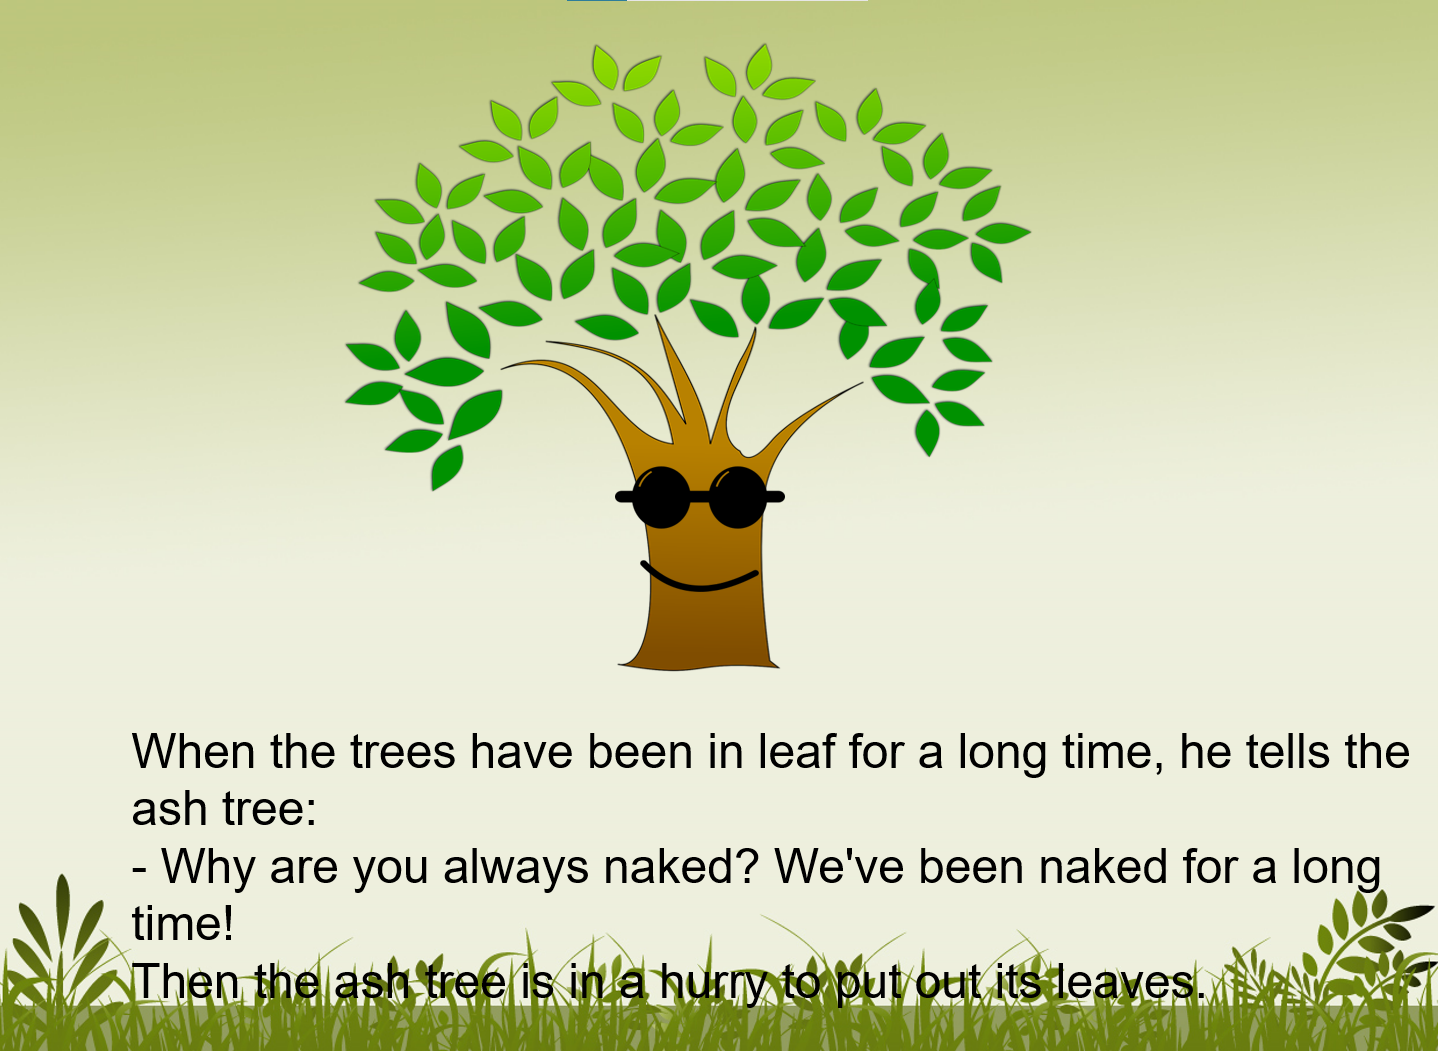 When the trees have been in leaf for a long time, he tells the
ash tree:
- Why are you always naked? We've been naked for a long
time!
Then the ash tree is in a hurry to put out its leaves.